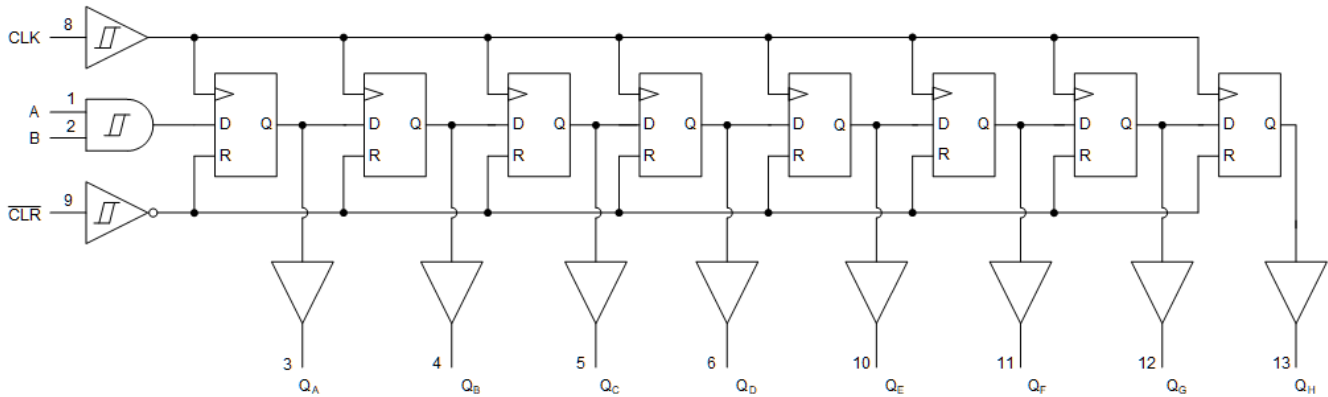 CLK 8
A 1
B 2
D Q D Q D Q D Q D Q D Q D Q D Q
R R R R R R R R
CLR 9
3 4 5 6 10 11 12 13
QA QB QC QD QE QF QG QH